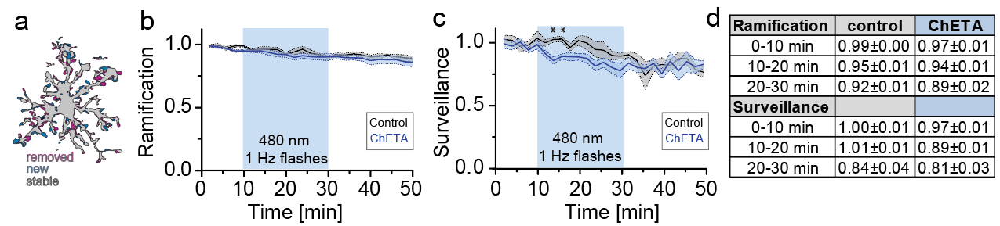 a
removed
new
stable
b
Ramification
1.0
0.5
0.0
480 nm
1 Hz flashes
Control
ChETA
0 10 20 30 40 50
Time [min]
c
Surveillance
1.0
0.5
0.0
* *
480 nm
1 Hz flashes
Control
ChETA
0 10 20 30 40 50
Time [min]
d
Ramification control ChETA
0-10 min 0.99±0.00 0.97±0.01
10-20 min 0.95±0.01 0.94±0.01
20-30 min 0.92±0.01 0.89±0.02
Surveillance
0-10 min 1.00±0.01 0.97±0.01
10-20 min 1.01±0.01 0.89±0.01
20-30 min 0.84±0.04 0.81±0.03